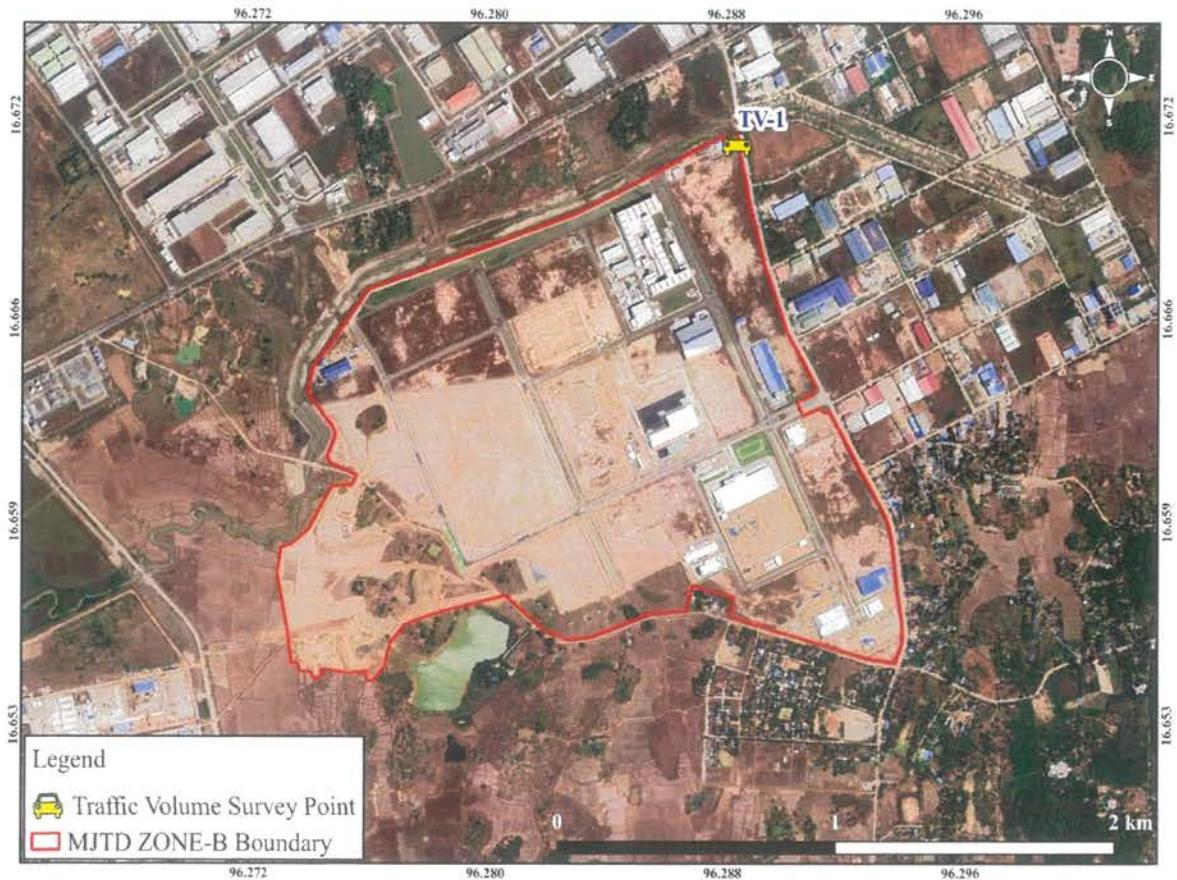 96.272 96.280 96.288 96.296
N
W E
S
16.672 16.672
TV-1
16.666 16.666
16.659 16.659
16.653 16.653
Legend
Traffic Volume Survey Point
MJTD ZONE-B Boundary
0 1 2 km
96.272 96.280 96.288 96.296